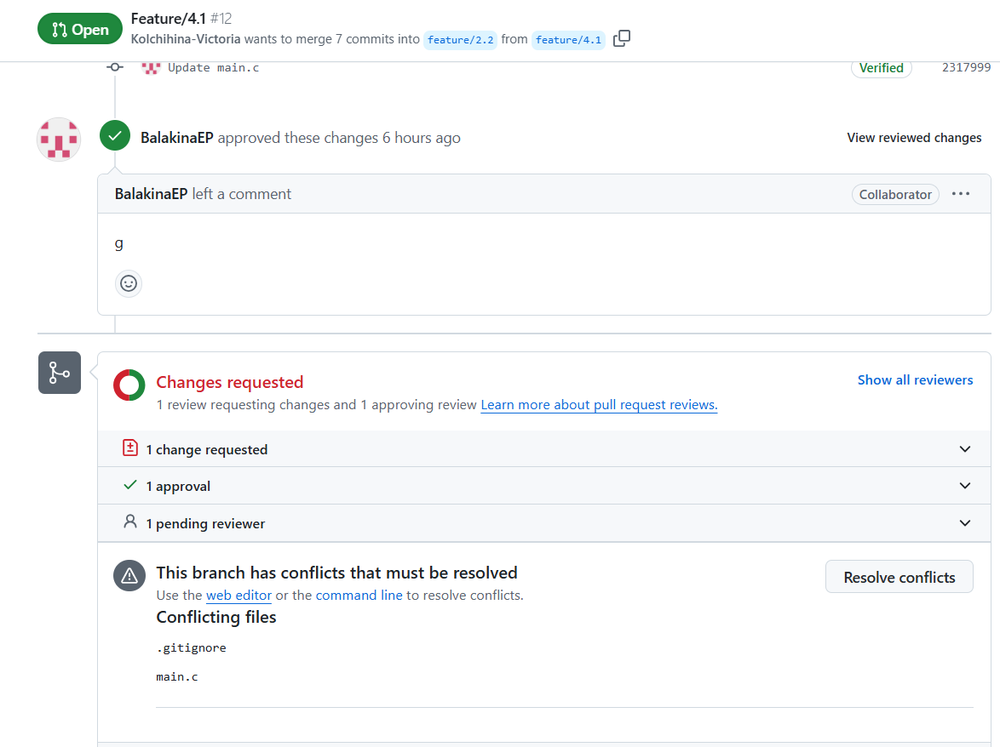 Open
Feature/4.1 #12
Kolchihina-Victoria wants to merge 7 commits into feature/2.2 from feature/4.1
Update main.c Verified 2317999
BalakinaEP approved these changes 6 hours ago View reviewed changes
BalakinaEP left a comment Collaborator ...
g
Changes requested Show all reviewers
1 review requesting changes and 1 approving review Learn more about pull request reviews.
1 change requested
1 approval
1 pending reviewer
This branch has conflicts that must be resolved Resolve conflicts
Use the web editor or the command line to resolve conflicts.
Conflicting files
.gitignore
main.c